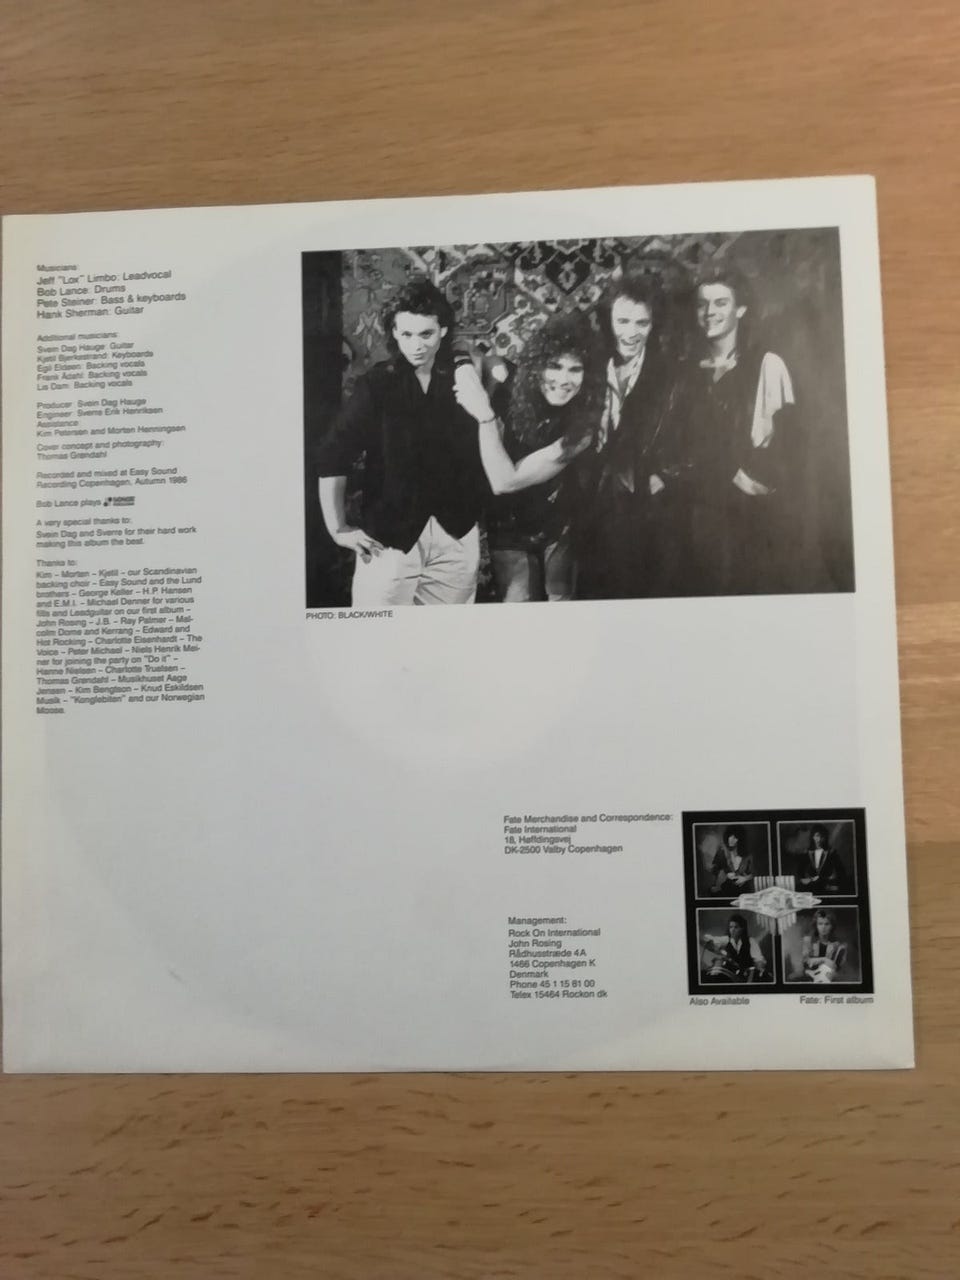 Musicians:
Jeff "Lox" Limbo: Leadvocal
Bob Lance: Drums
Pete Steiner: Bass & keyboards
Hank Sherman: Guitar
Additional musicians:
Svein Dag Hauge: Guitar
Kjetil Bjerkestrand: Keyboards
Egil Eldøen: Backing vocals
Frank Ådahl: Backing vocals
Lis Dam: Backing vocals
Producer: Svein Dag Hauge
Engineer: Sverre Erik Henriksen
Assistance:
Kim Petersen and Morten Henningsen
Cover concept and photography:
Thomas Grøndahl
Recorded and mixed at Easy Sound
Recording Copenhagen, Autumn 1986
Bob Lance plays SONOR
A very special thanks to:
Svein Dag and Sverre for their hard work
making this album the best.
Thanks to:
Kim – Morten – Kjetil – our Scandinavian
backing choir – Easy Sound and the Lund
brothers – George Keller – H.P. Hansen
and E.M.I. – Michael Denner for various
fills and Leadguitar on our first album –
John Rosing – J.B. – Ray Palmer – Mal-
colm Dome and Kerrang – Edward and
Hot Rocking – Charlotte Eisenhardt – The
Voice – Peter Michael – Niels Henrik Mei-
ner for joining the party on "Do it" –
Hanne Nielsen – Charlotte Truelsen –
Thomas Grøndahl – Musikhuset Aage
Jensen – Kim Bengtson – Knud Eskildsen
Musik – "Konglebiten" and our Norwegian
Moose.
PHOTO: BLACK/WHITE
Fate Merchandise and Correspondence:
Fate International
18, Høffdingsvej
DK-2500 Valby Copenhagen
Management:
Rock On International
John Rosing
Rådhusstræde 4A
1466 Copenhagen K
Denmark
Phone 45 1 15 81 00
Telex 15464 Rockon dk
FATE
Also Available Fate: First album